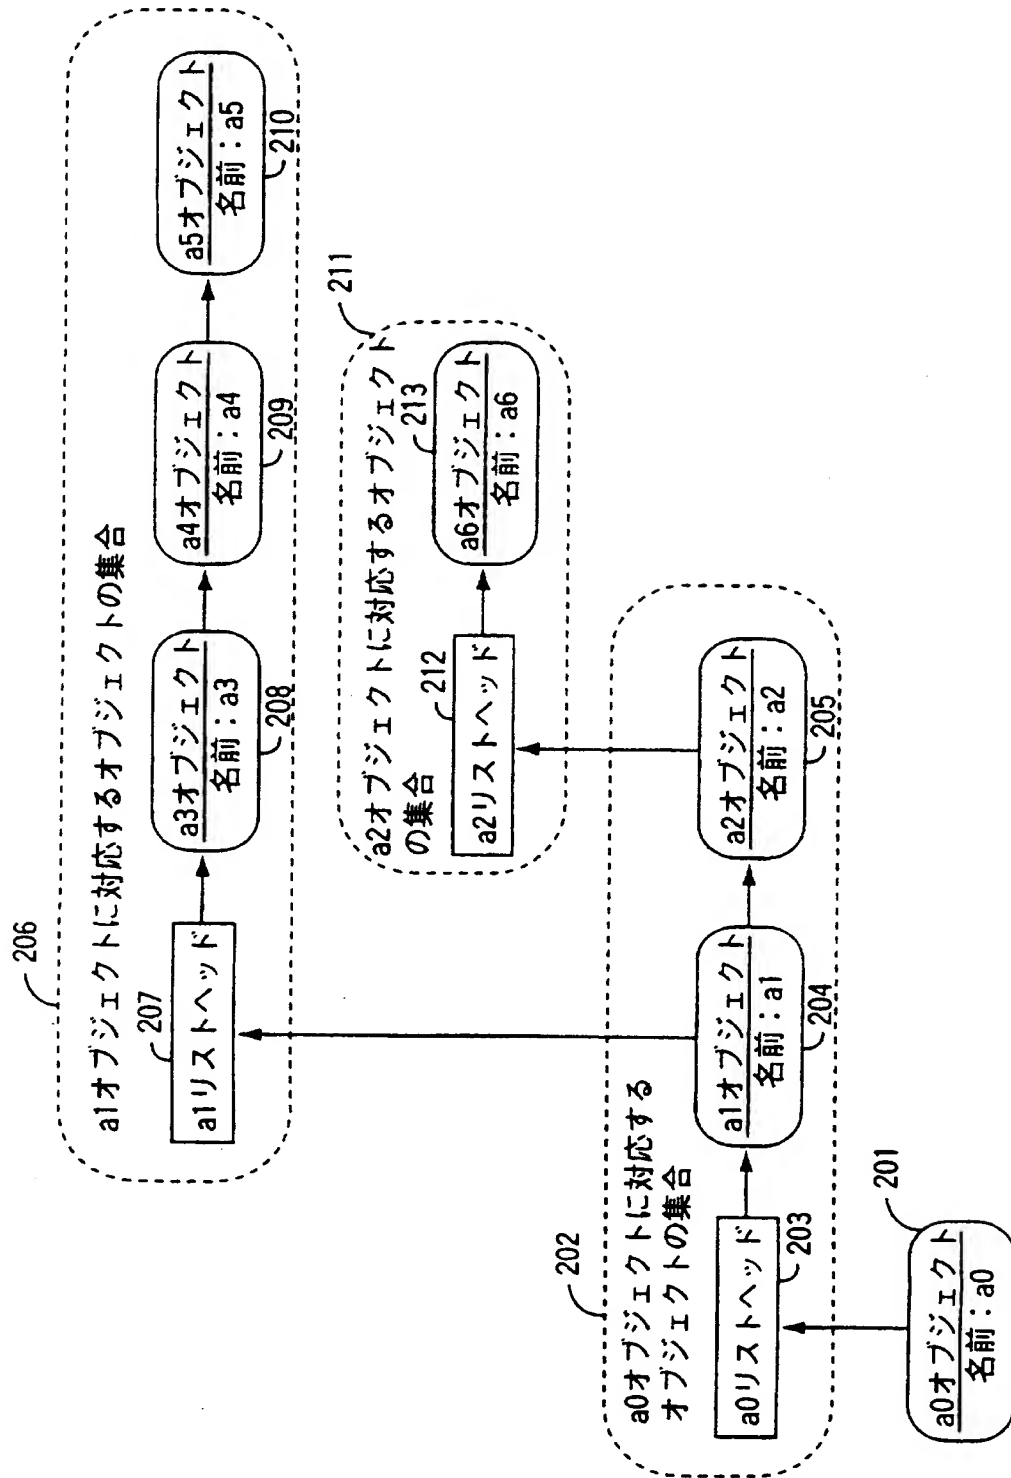 206
a1オブジェクトに対応するオブジェクトの集合
207
a1リストヘッド
a3オブジェクト
名前：a3
208
a4オブジェクト
名前：a4
209
a5オブジェクト
名前：a5
210
211
a2オブジェクトに対応するオブジェクト
の集合
212
a2リストヘッド
213
a6オブジェクト
名前：a6
202
a0オブジェクトに対応する
オブジェクトの集合
a0リストヘッド
203
a1オブジェクト
名前：a1
204
a2オブジェクト
名前：a2
205
201
a0オブジェクト
名前：a0